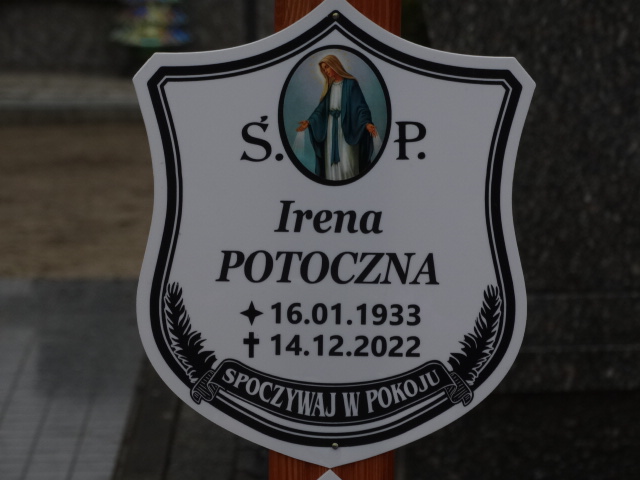 Ś. P.
Irena
POTOCZNA
✦ 16.01.1933
✝ 14.12.2022
SPOCZYWAJ W POKOJU